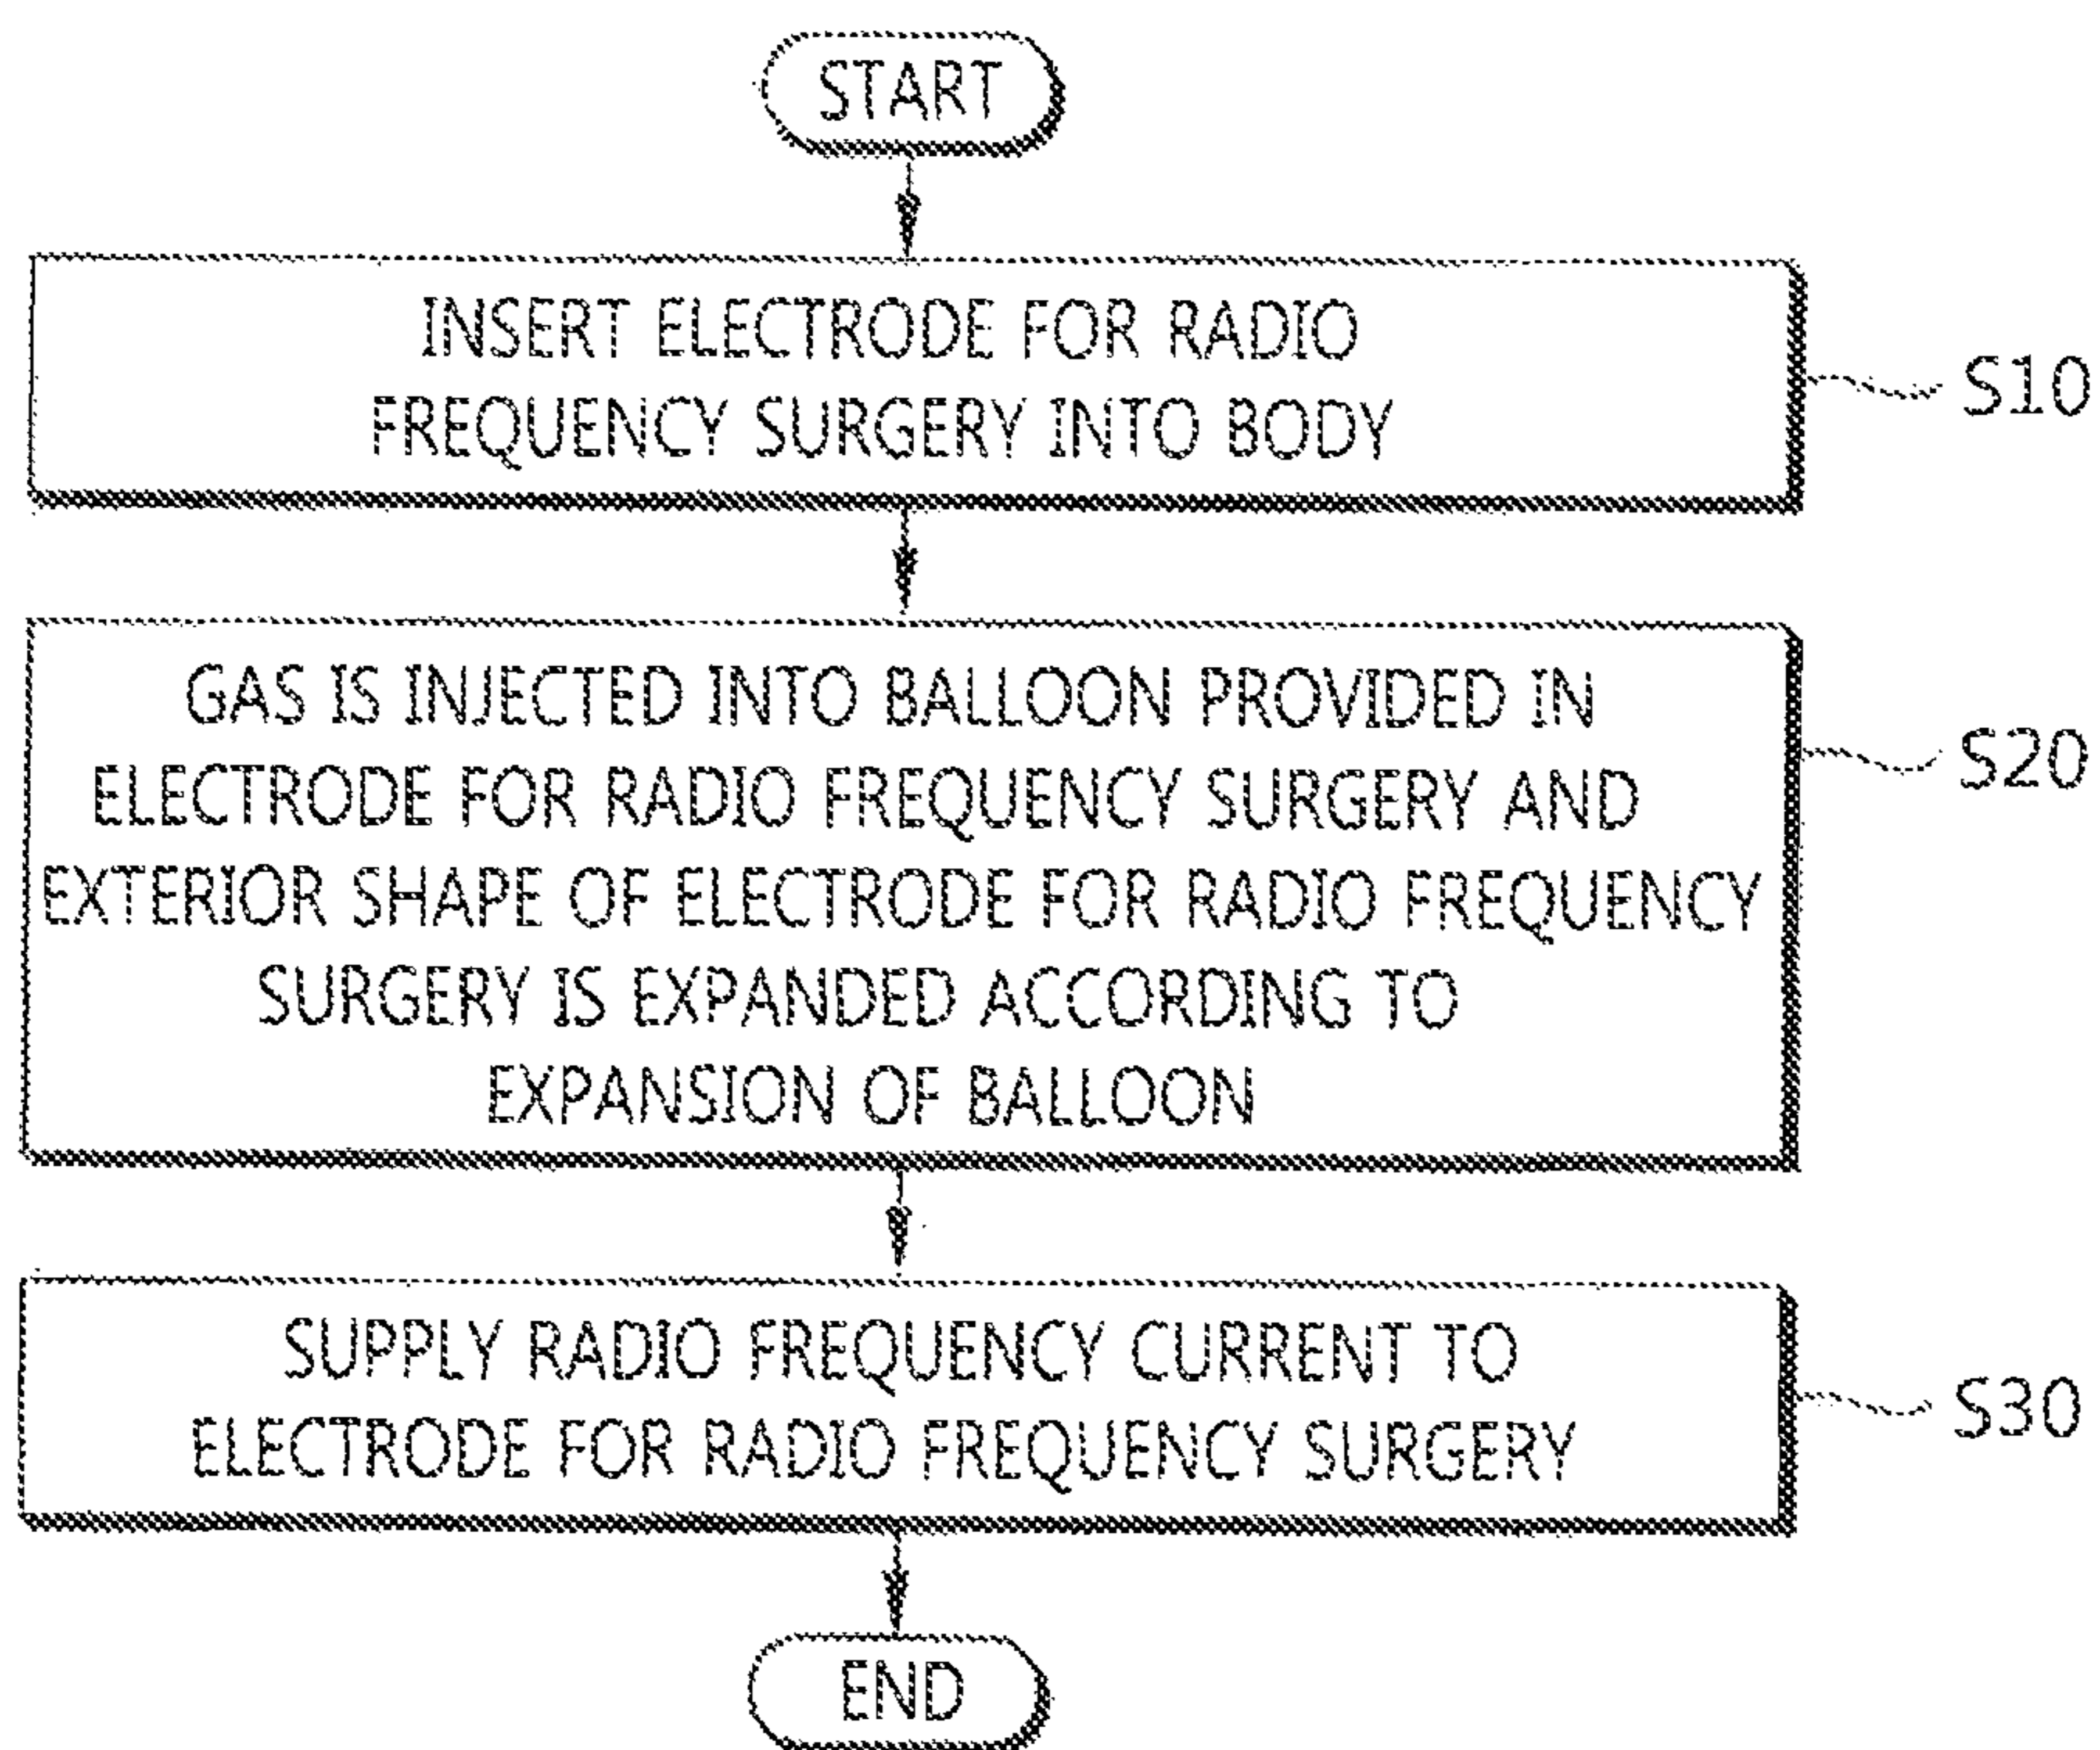 START
INSERT ELECTRODE FOR RADIO
FREQUENCY SURGERY INTO BODY
S10
GAS IS INJECTED INTO BALLOON PROVIDED IN
ELECTRODE FOR RADIO FREQUENCY SURGERY AND
EXTERIOR SHAPE OF ELECTRODE FOR RADIO FREQUENCY
SURGERY IS EXPANDED ACCORDING TO
EXPANSION OF BALLOON
S20
SUPPLY RADIO FREQUENCY CURRENT TO
ELECTRODE FOR RADIO FREQUENCY SURGERY
S30
END